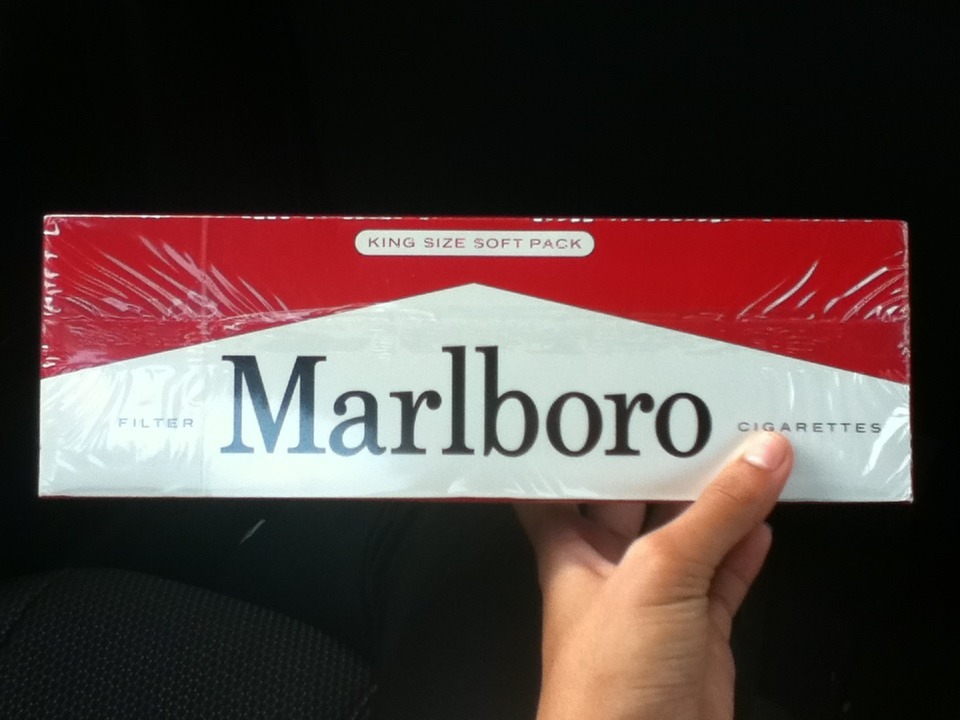 KING SIZE SOFT PACK
FILTER Marlboro CIGARETTES